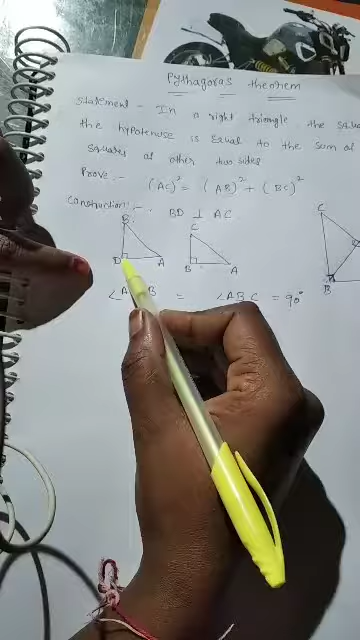 Pythagoras theorem
Statement - In a right triangle, the squ
the hypotenuse is equal to the sum of
squares of other two sides
Prove :- (AC)² = (AB)² + (BC)²
Construction :- BD ⊥ AC
B C C
D A B A B
∠A B = ∠ABC = 90°